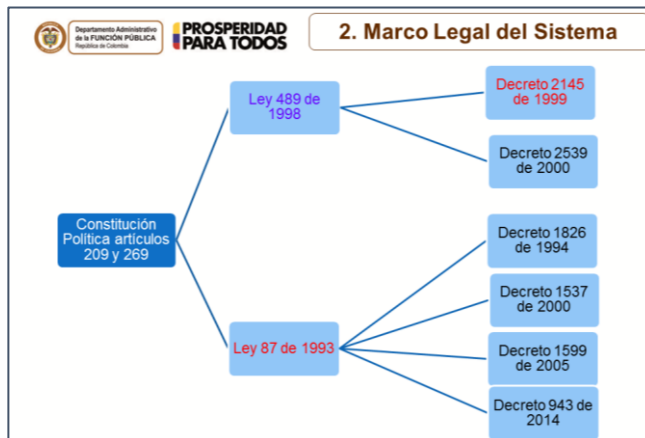 Departamento Administrativo
de la FUNCIÓN PÚBLICA
República de Colombia
PROSPERIDAD
PARA TODOS
2. Marco Legal del Sistema
Constitución
Política artículos
209 y 269
Ley 489 de
1998
Decreto 2145
de 1999
Decreto 2539
de 2000
Ley 87 de 1993
Decreto 1826
de 1994
Decreto 1537
de 2000
Decreto 1599
de 2005
Decreto 943 de
2014